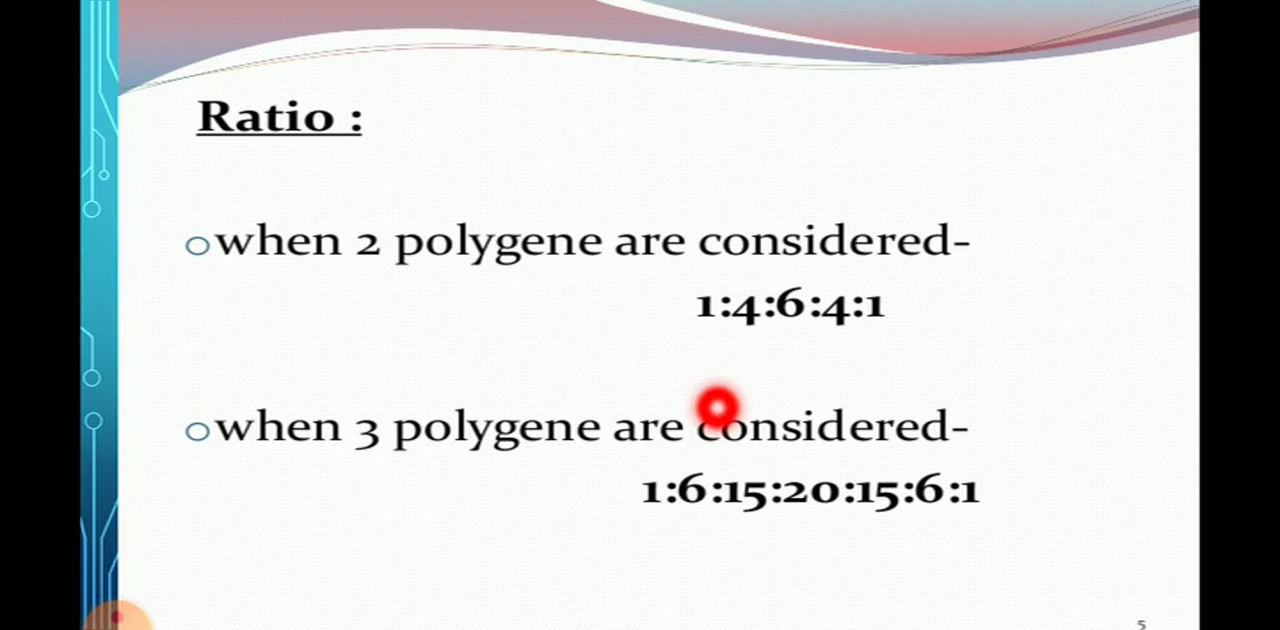 Ratio :
when 2 polygene are considered-
1:4:6:4:1
when 3 polygene are considered-
1:6:15:20:15:6:1
5